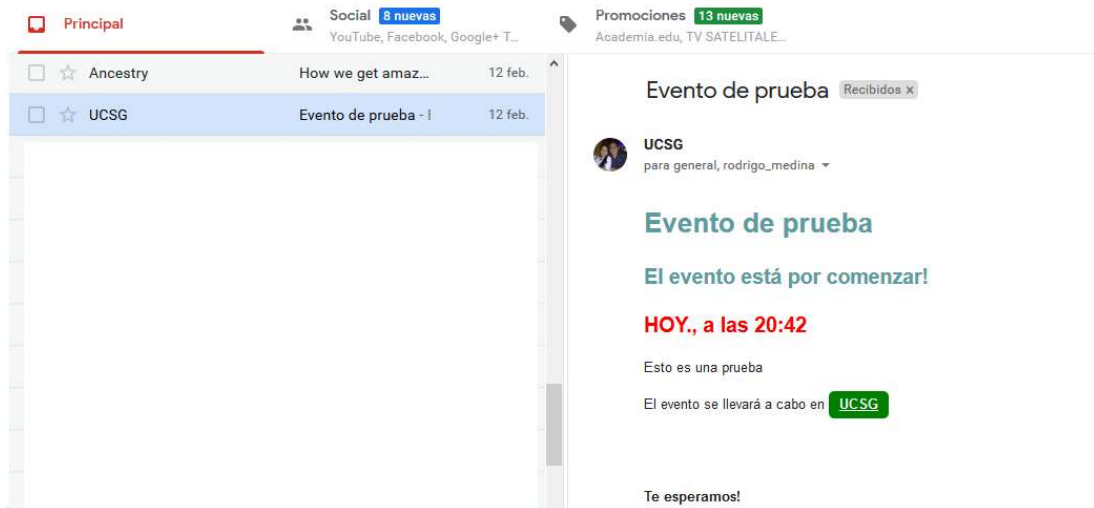 Principal
Social 8 nuevas
YouTube, Facebook, Google+ T...
Promociones 13 nuevas
Academia.edu, TV SATELITALE...
Ancestry How we get amaz... 12 feb.
UCSG Evento de prueba - 12 feb.
Evento de prueba Recibidos x
UCSG
para general, rodrigo_medina
Evento de prueba
El evento está por comenzar!
HOY., a las 20:42
Esto es una prueba
El evento se llevará a cabo en UCSG
Te esperamos!